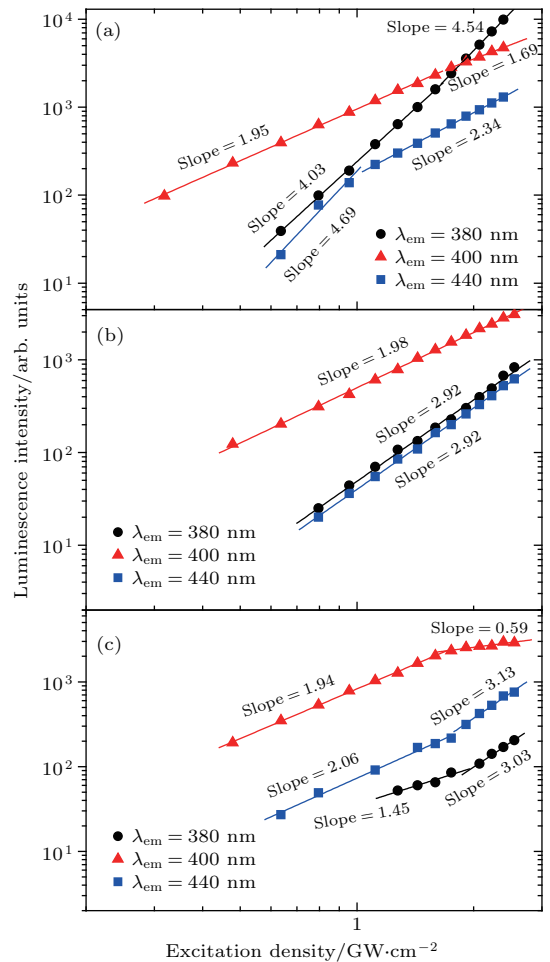 Luminescence intensity/arb. units
(a)
10⁴
10³
10²
10¹
Slope = 4.54
Slope = 1.69
Slope = 1.95
Slope = 2.34
Slope = 4.03
Slope = 4.69
λem = 380 nm
λem = 400 nm
λem = 440 nm
(b)
10³
10²
10¹
Slope = 1.98
Slope = 2.92
Slope = 2.92
λem = 380 nm
λem = 400 nm
λem = 440 nm
(c)
10³
10²
10¹
Slope = 0.59
Slope = 1.94
Slope = 3.13
Slope = 2.06
Slope = 3.03
Slope = 1.45
λem = 380 nm
λem = 400 nm
λem = 440 nm
1
Excitation density/GW·cm⁻²